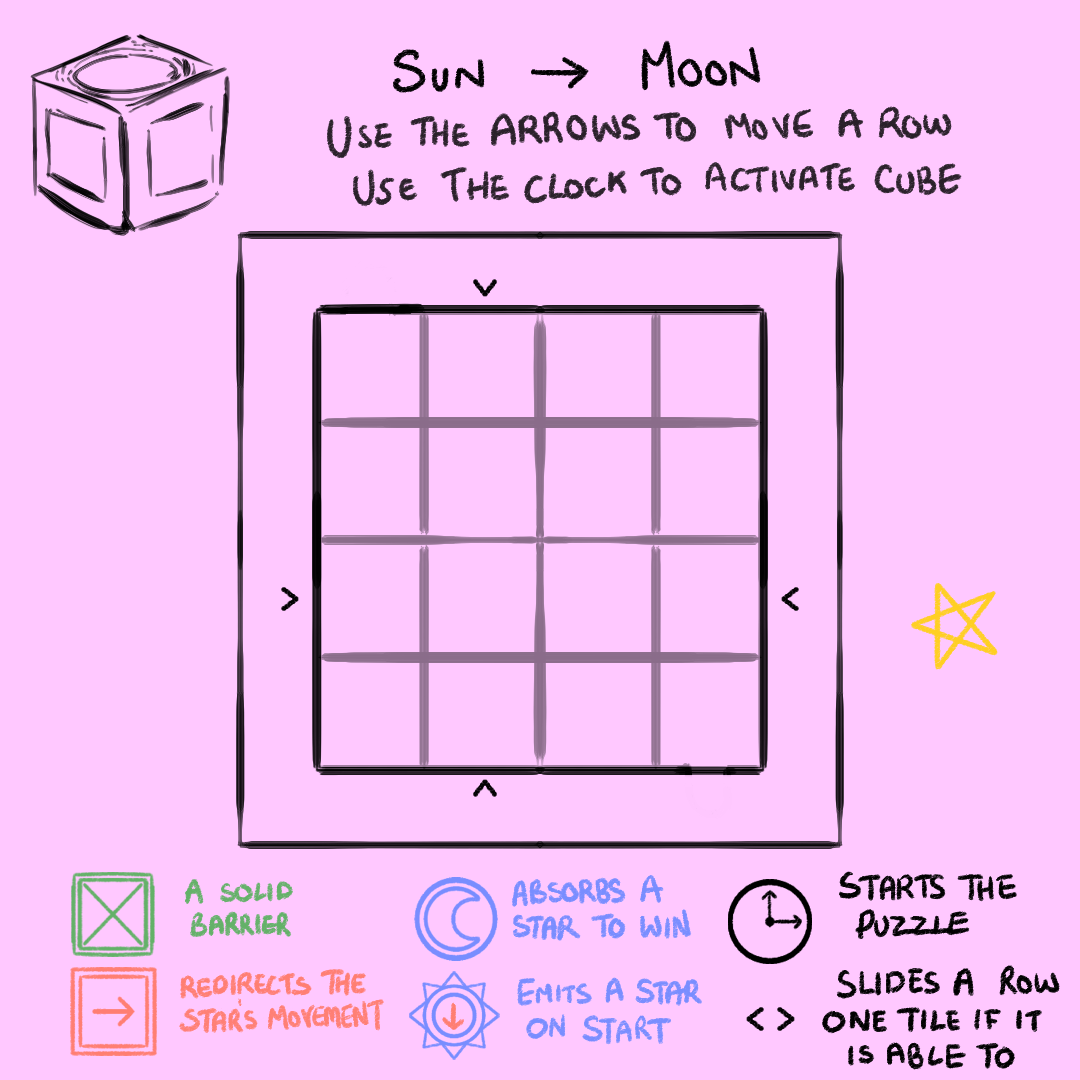 SUN → MOON
USE THE ARROWS TO MOVE A ROW
USE THE CLOCK TO ACTIVATE CUBE
A SOLID
BARRIER
ABSORBS A
STAR TO WIN
STARTS THE
PUZZLE
REDIRECTS THE
STAR'S MOVEMENT
EMITS A STAR
ON START
SLIDES A ROW
ONE TILE IF IT
IS ABLE TO